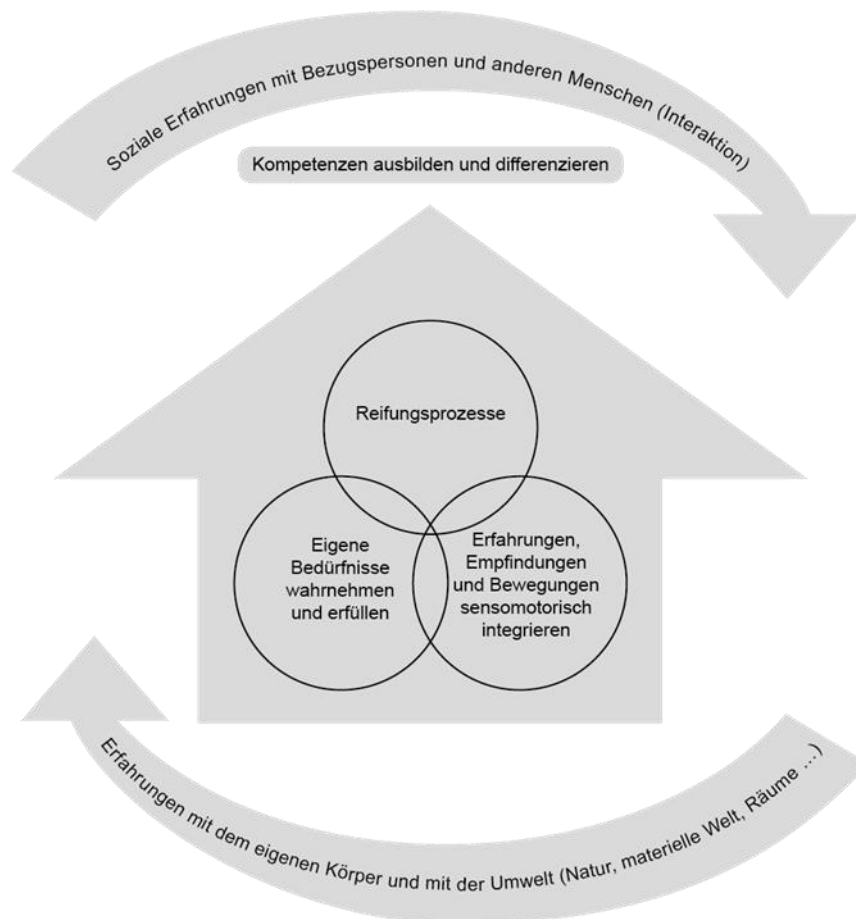 Soziale Erfahrungen mit Bezugspersonen und anderen Menschen (Interaktion)
Kompetenzen ausbilden und differenzieren
Reifungsprozesse
Eigene
Bedürfnisse
wahrnehmen
und erfüllen
Erfahrungen,
Empfindungen
und Bewegungen
sensomotorisch
integrieren
Erfahrungen mit dem eigenen Körper und mit der Umwelt (Natur, materielle Welt, Räume …)